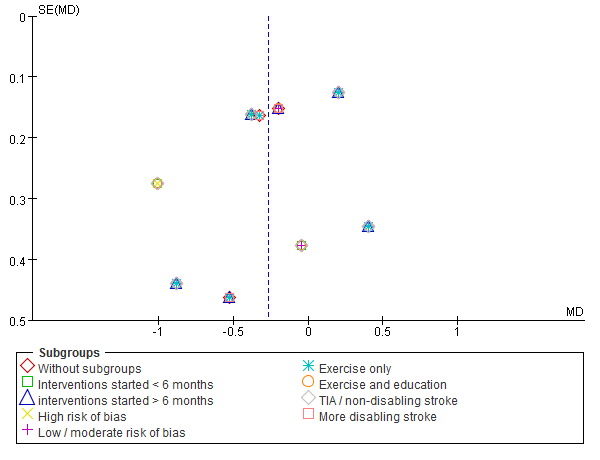 SE(MD)
0
0.1
0.2
0.3
0.4
0.5
MD
-1
-0.5
0
0.5
1
Subgroups
Without subgroups
Interventions started < 6 months
interventions started > 6 months
High risk of bias
Low / moderate risk of bias
Exercise only
Exercise and education
TIA / non-disabling stroke
More disabling stroke